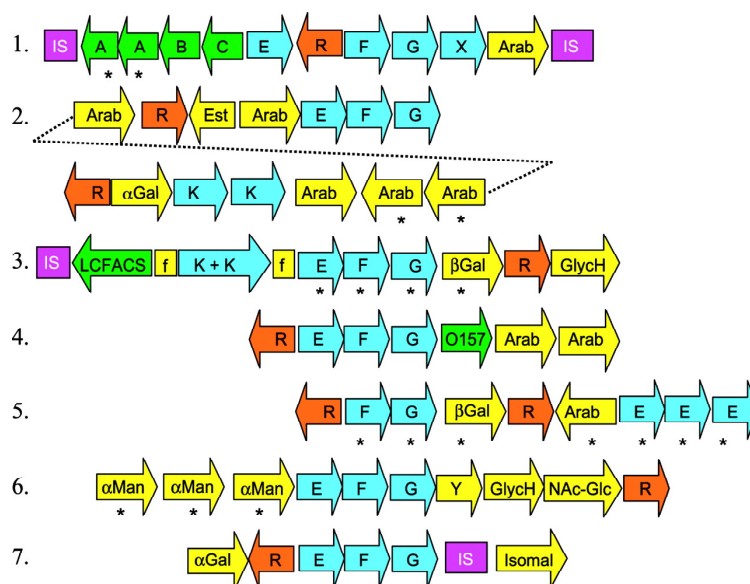 1. IS A A B C E R F G X Arab IS
* *
2. Arab R Est Arab E F G
R αGal K K Arab Arab Arab
* *
3. IS LCFACS f K + K f E F G βGal R GlycH
* * * *
4. R E F G O157 Arab Arab
5. R F G βGal R Arab E E E
* * * * * * *
6. αMan αMan αMan E F G Y GlycH NAc-Glc R
* * *
7. αGal R E F G IS Isomal